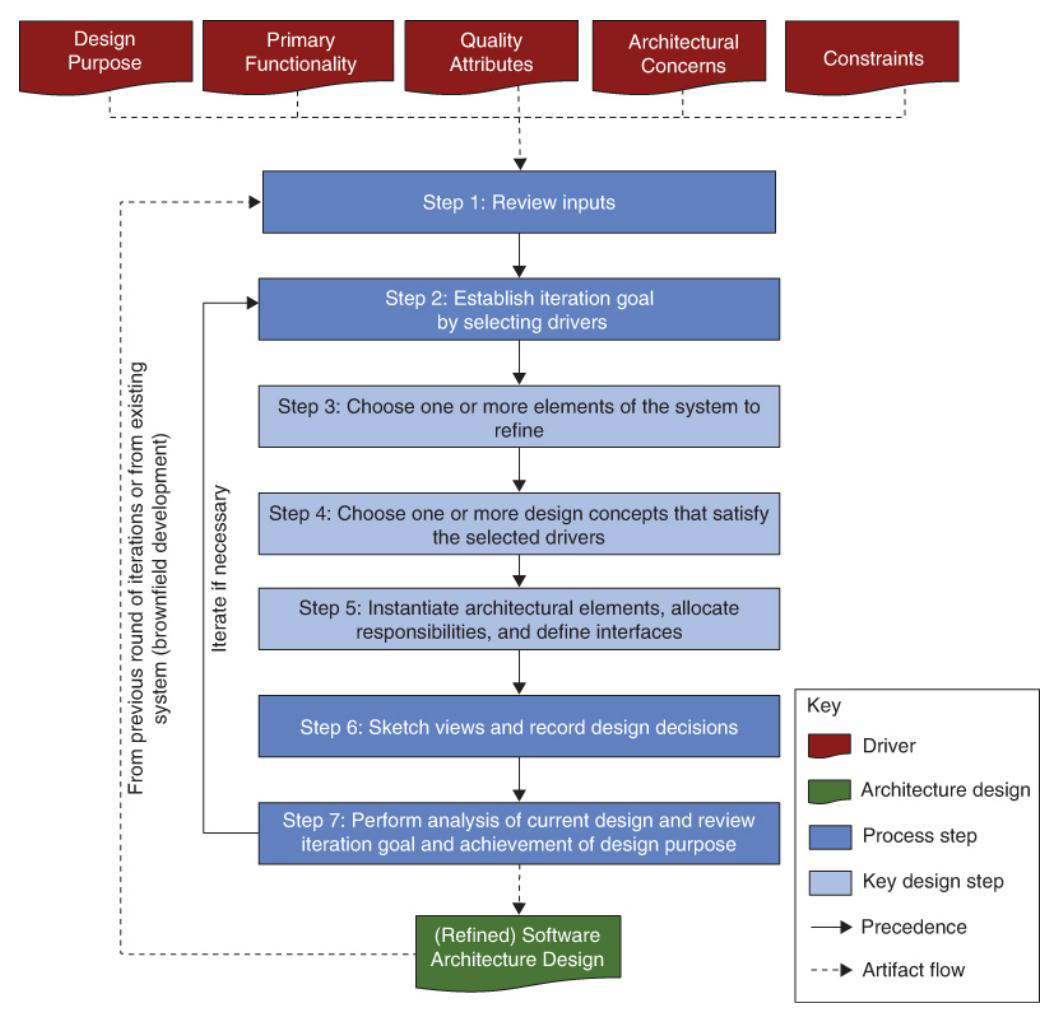 Design
Purpose
Primary
Functionality
Quality
Attributes
Architectural
Concerns
Constraints
Step 1: Review inputs
Step 2: Establish iteration goal
by selecting drivers
Step 3: Choose one or more elements of the system to
refine
Step 4: Choose one or more design concepts that satisfy
the selected drivers
Step 5: Instantiate architectural elements, allocate
responsibilities, and define interfaces
Step 6: Sketch views and record design decisions
Step 7: Perform analysis of current design and review
iteration goal and achievement of design purpose
(Refined) Software
Architecture Design
From previous round of iterations or from existing
system (brownfield development)
Iterate if necessary
Key
Driver
Architecture design
Process step
Key design step
Precedence
Artifact flow